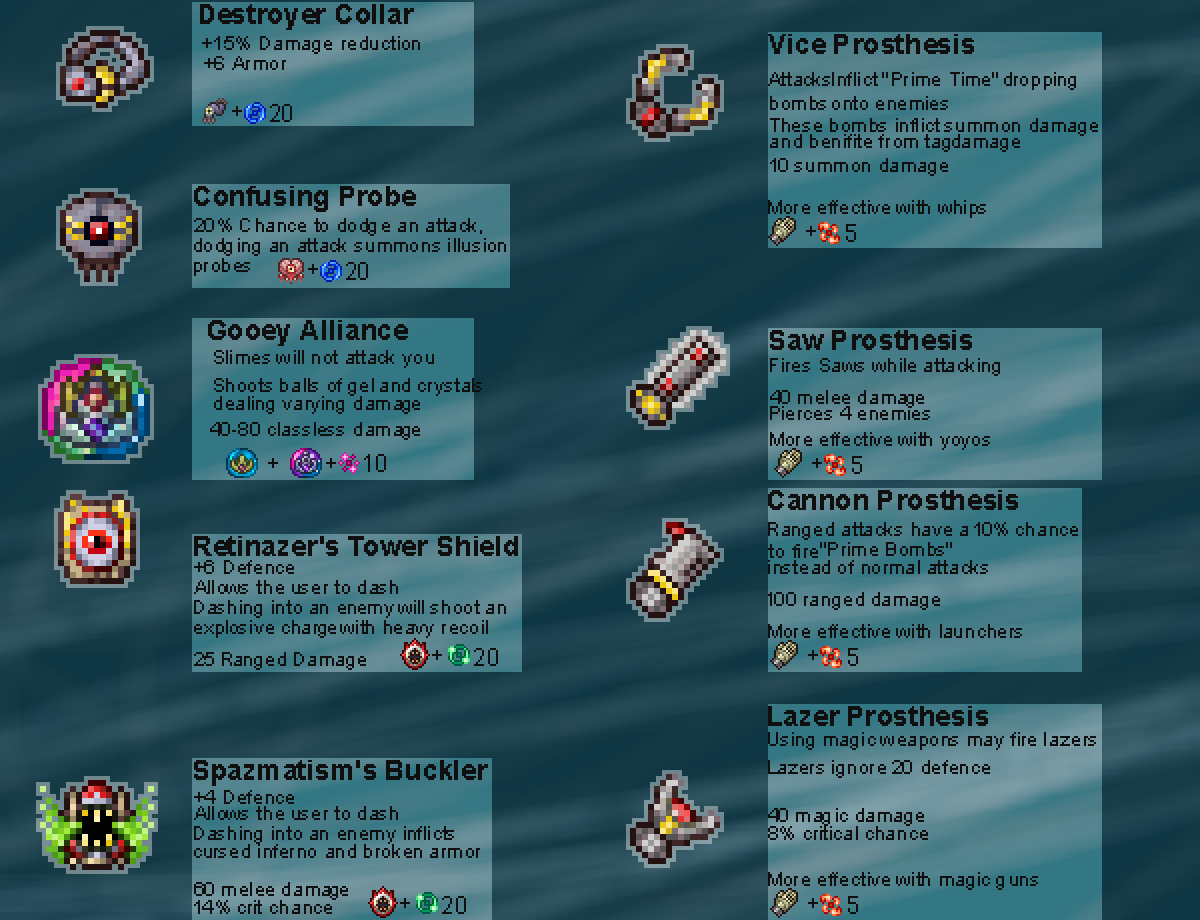 Destroyer Collar
+15% Damage reduction
+6 Armor
+ 20
Confusing Probe
20% Chance to dodge an attack,
dodging an attack summons illusion
probes + 20
Gooey Alliance
Slimes will not attack you
Shoots balls of gel and crystals
dealing varying damage
40-80 classless damage
+ + 10
Retinazer's Tower Shield
+6 Defence
Allows the user to dash
Dashing into an enemy will shoot an
explosive charge with heavy recoil
25 Ranged Damage + 20
Spazmatism's Buckler
+4 Defence
Allows the user to dash
Dashing into an enemy inflicts
cursed inferno and broken armor
60 melee damage
14% crit chance + 20
Vice Prosthesis
Attacks Inflict "Prime Time" dropping
bombs onto enemies
These bombs inflict summon damage
and benifite from tagdamage
10 summon damage
More effective with whips
+ 5
Saw Prosthesis
Fires Saws while attacking
40 melee damage
Pierces 4 enemies
More effective with yoyos
+ 5
Cannon Prosthesis
Ranged attacks have a 10% chance
to fire "Prime Bombs"
instead of normal attacks
100 ranged damage
More effective with launchers
+ 5
Lazer Prosthesis
Using magic weapons may fire lazers
Lazers ignore 20 defence
40 magic damage
8% critical chance
More effective with magic guns
+ 5